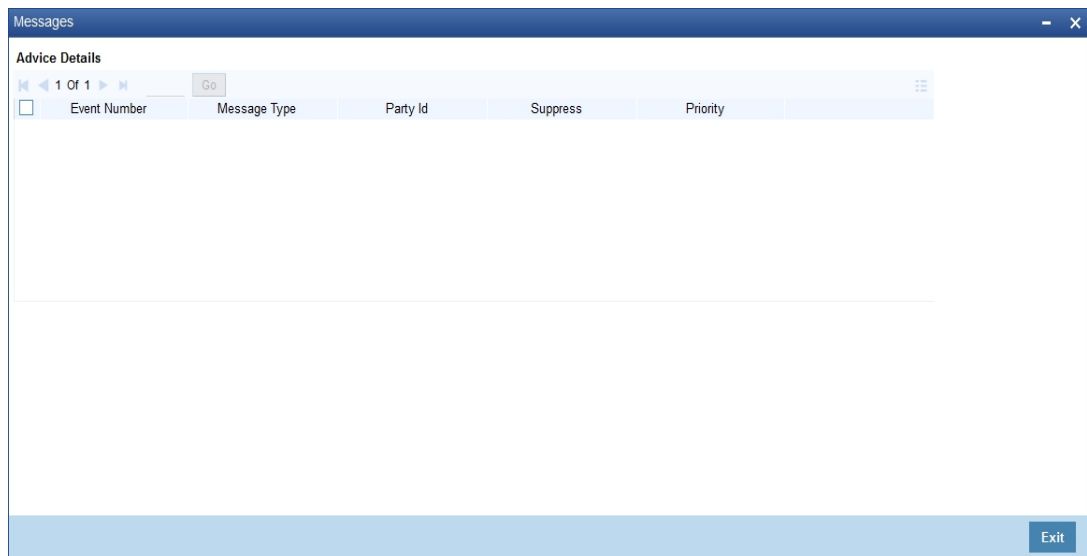 Messages
Advice Details
1 Of 1 Go
Event Number Message Type Party Id Suppress Priority
Exit